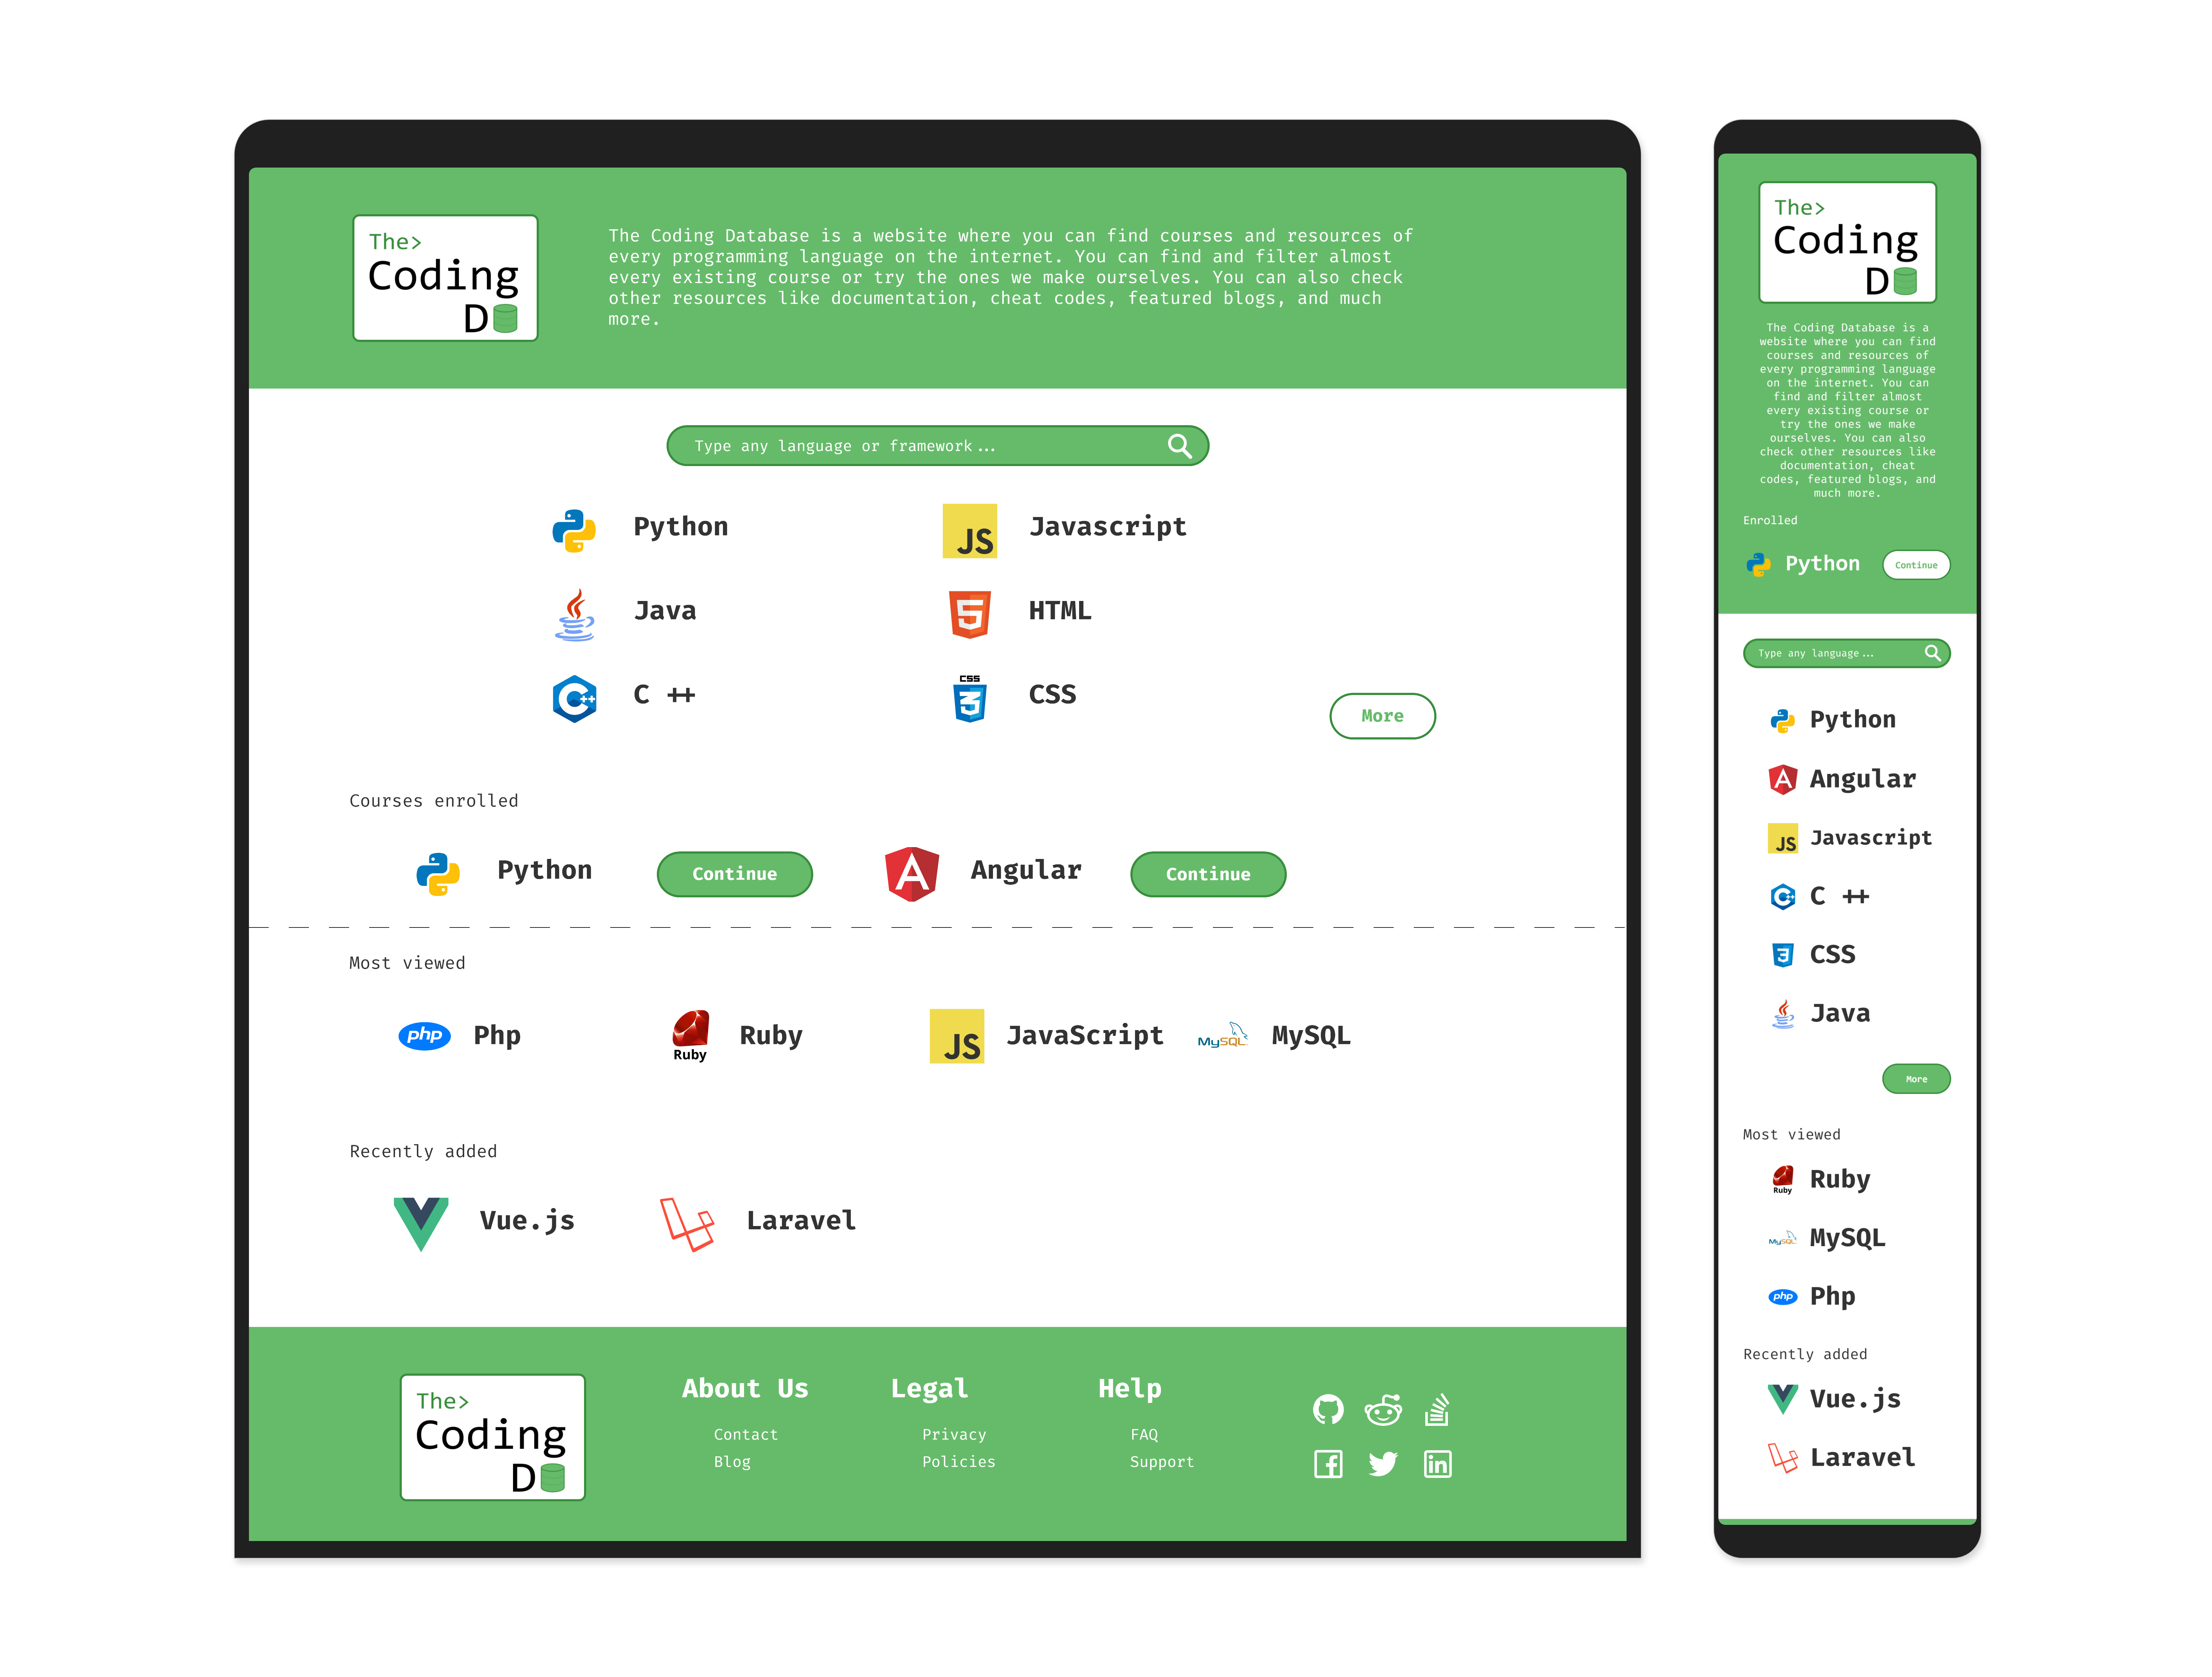 The>
Coding
D
The Coding Database is a website where you can find courses and resources of
every programming language on the internet. You can find and filter almost
every existing course or try the ones we make ourselves. You can also check
other resources like documentation, cheat codes, featured blogs, and much
more.
Type any language or framework...
Python
JS Javascript
Java
5 HTML
C++ C ++
CSS 3 CSS
More
Courses enrolled
Python Continue
A Angular Continue
Most viewed
php Php
Ruby Ruby
JS JavaScript
MySQL MySQL
Recently added
Vue.js
Laravel
The>
Coding
D
About Us
Contact
Blog
Legal
Privacy
Policies
Help
FAQ
Support
f in
The>
Coding
D
The Coding Database is a
website where you can find
courses and resources of
every programming language
on the internet. You can
find and filter almost
every existing course or
try the ones we make
ourselves. You can also
check other resources like
documentation, cheat
codes, featured blogs, and
much more.
Enrolled
Python Continue
Type any language...
Python
A Angular
JS Javascript
C++ C ++
3 CSS
Java
More
Most viewed
Ruby Ruby
MySQL MySQL
php Php
Recently added
Vue.js
Laravel